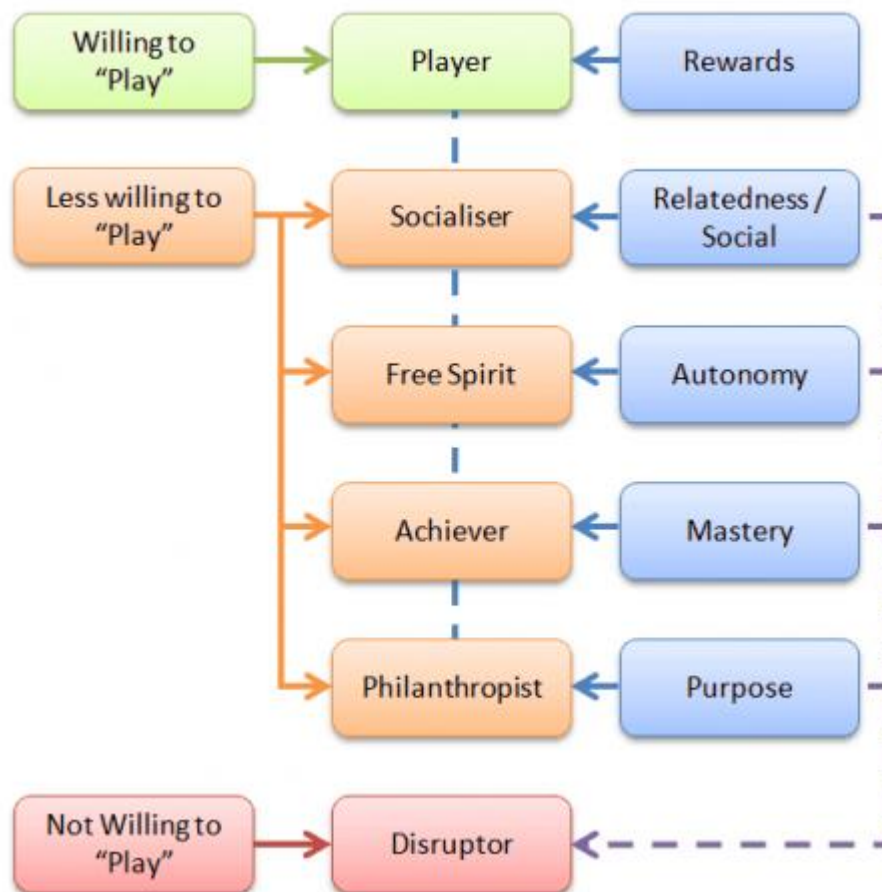 Willing to
“Play”
Player
Rewards
Less willing to
“Play”
Socialiser
Relatedness /
Social
Free Spirit
Autonomy
Achiever
Mastery
Philanthropist
Purpose
Not Willing to
“Play”
Disruptor